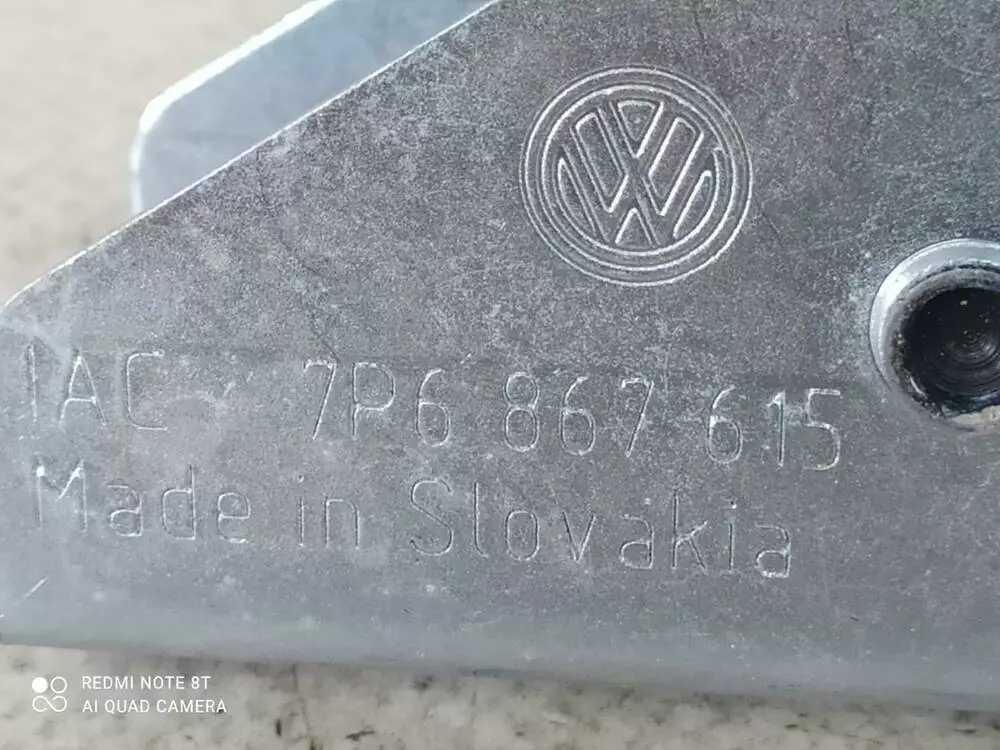 IAC 7P6 867 615
Made in Slovakia
REDMI NOTE 8T
AI QUAD CAMERA